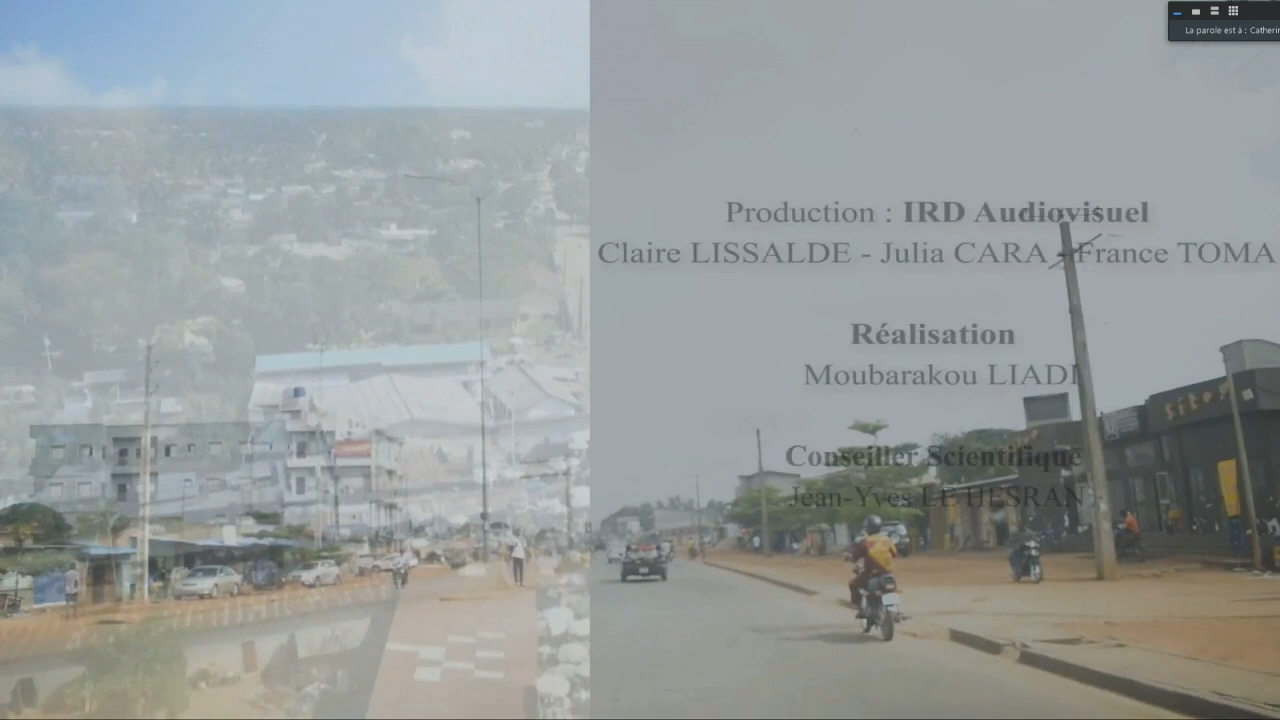 La parole est à : Catherin
Production : IRD Audiovisuel
Claire LISSALDE - Julia CARA - France TOMA
Réalisation
Moubarakou LIADI
Conseiller Scientifique
Jean-Yves LE HESRAN